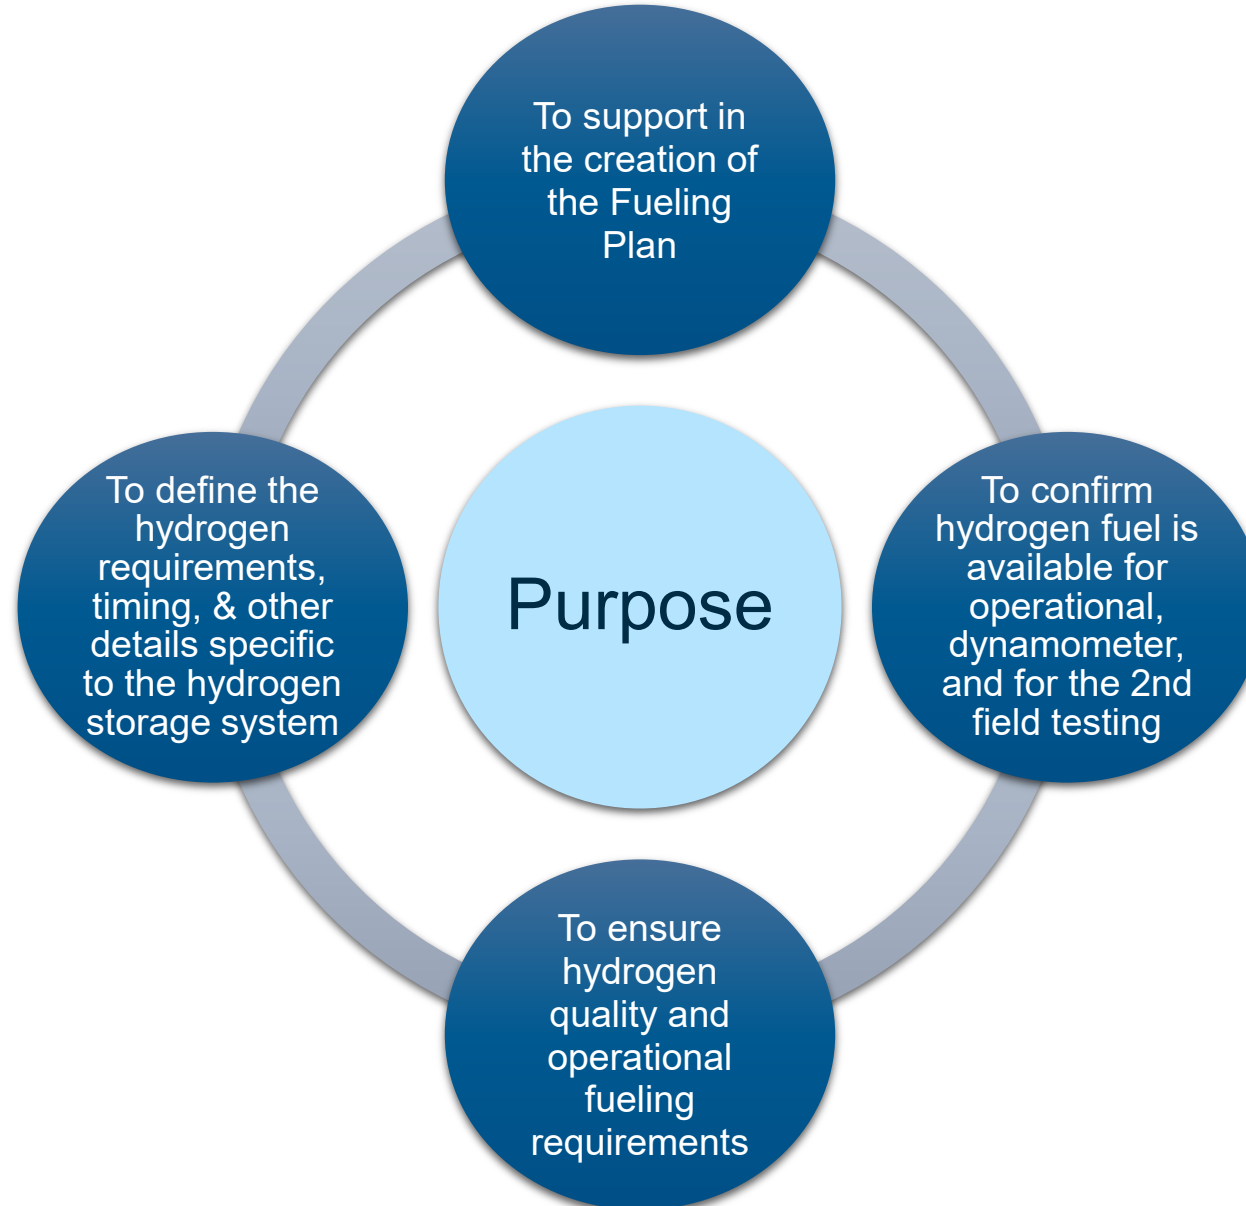 To support in
the creation of
the Fueling
Plan
To define the
hydrogen
requirements,
timing, & other
details specific
to the hydrogen
storage system
Purpose
To confirm
hydrogen fuel is
available for
operational,
dynamometer,
and for the 2nd
field testing
To ensure
hydrogen
quality and
operational
fueling
requirements